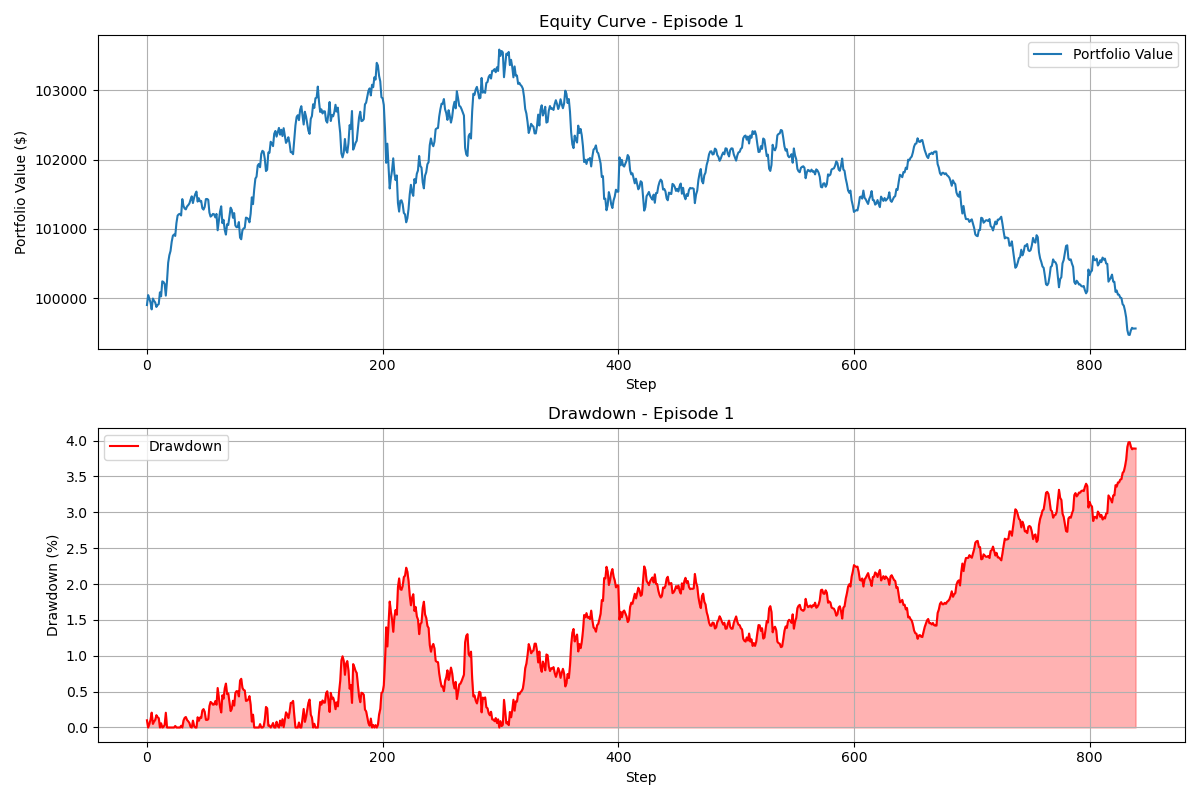 Equity Curve - Episode 1
Portfolio Value
103000
102000
101000
100000
Portfolio Value ($)
0 200 400 600 800
Step
Drawdown - Episode 1
Drawdown
4.0
3.5
3.0
2.5
2.0
1.5
1.0
0.5
0.0
Drawdown (%)
0 200 400 600 800
Step